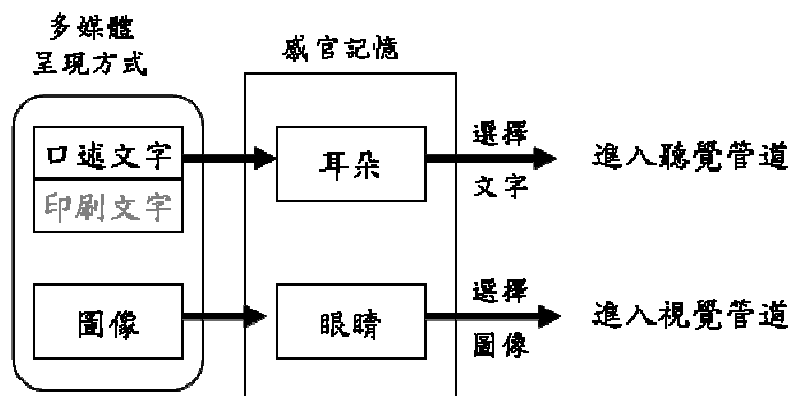 多媒體
呈現方式
感官記憶
口述文字
印刷文字
耳朵
選擇
文字
進入聽覺管道
圖像
眼睛
選擇
圖像
進入視覺管道